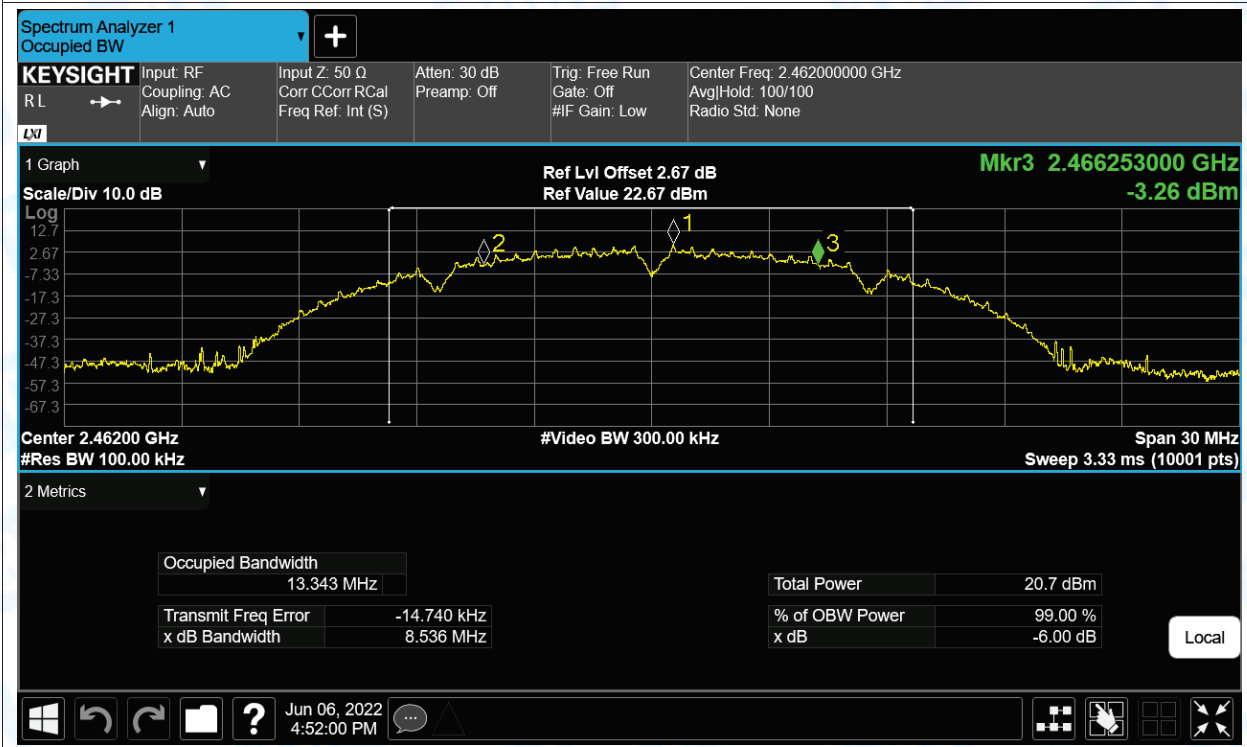 Spectrum Analyzer 1
Occupied BW
KEYSIGHT
R L
LXI
Input: RF
Coupling: AC
Align: Auto
Input Z: 50 Ω
Corr CCorr RCal
Freq Ref: Int (S)
Atten: 30 dB
Preamp: Off
Trig: Free Run
Gate: Off
#IF Gain: Low
Center Freq: 2.462000000 GHz
Avg|Hold: 100/100
Radio Std: None
1 Graph
Scale/Div 10.0 dB
Ref Lvl Offset 2.67 dB
Ref Value 22.67 dBm
Mkr3 2.466253000 GHz
-3.26 dBm
Log
12.7
2.67
-7.33
-17.3
-27.3
-37.3
-47.3
-57.3
-67.3
2
1
3
Center 2.46200 GHz
#Res BW 100.00 kHz
#Video BW 300.00 kHz
Span 30 MHz
Sweep 3.33 ms (10001 pts)
2 Metrics
Occupied Bandwidth
13.343 MHz
Transmit Freq Error -14.740 kHz
x dB Bandwidth 8.536 MHz
Total Power 20.7 dBm
% of OBW Power 99.00 %
x dB -6.00 dB
Local
?
Jun 06, 2022
4:52:00 PM